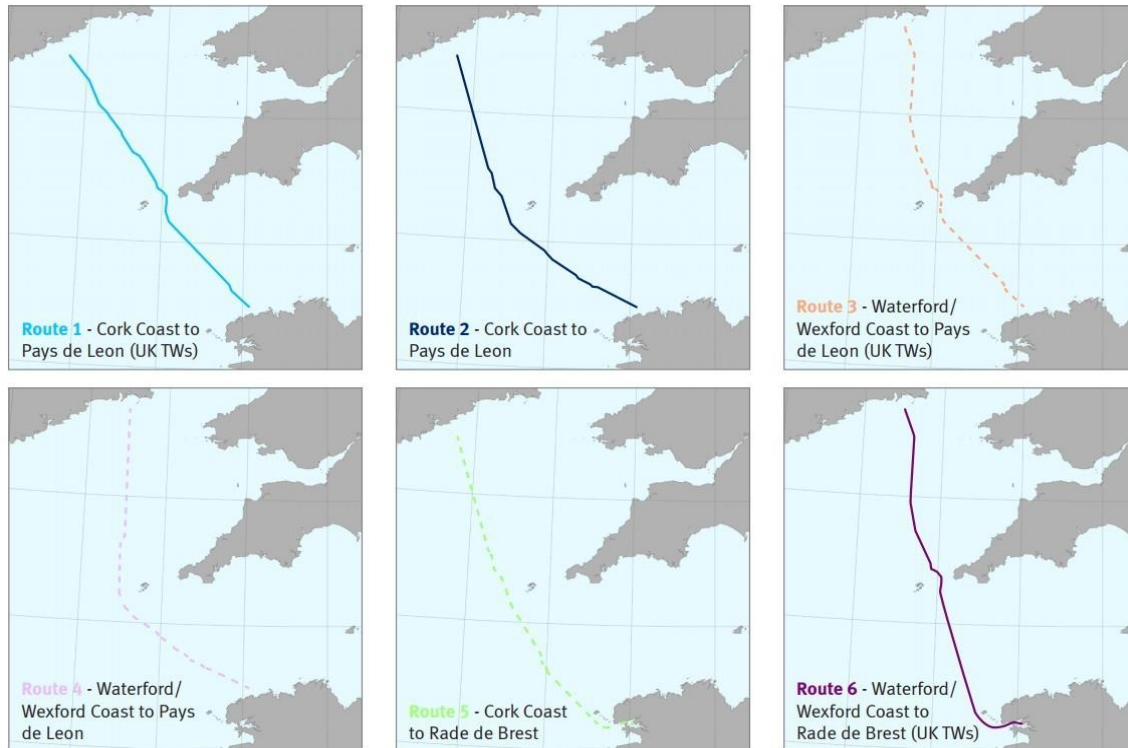 Route 1 - Cork Coast to
Pays de Leon (UK TWs)
Route 2 - Cork Coast to
Pays de Leon
Route 3 - Waterford/
Wexford Coast to Pays
de Leon (UK TWs)
Route 4 - Waterford/
Wexford Coast to Pays
de Leon
Route 5 - Cork Coast
to Rade de Brest
Route 6 - Waterford/
Wexford Coast to
Rade de Brest (UK TWs)